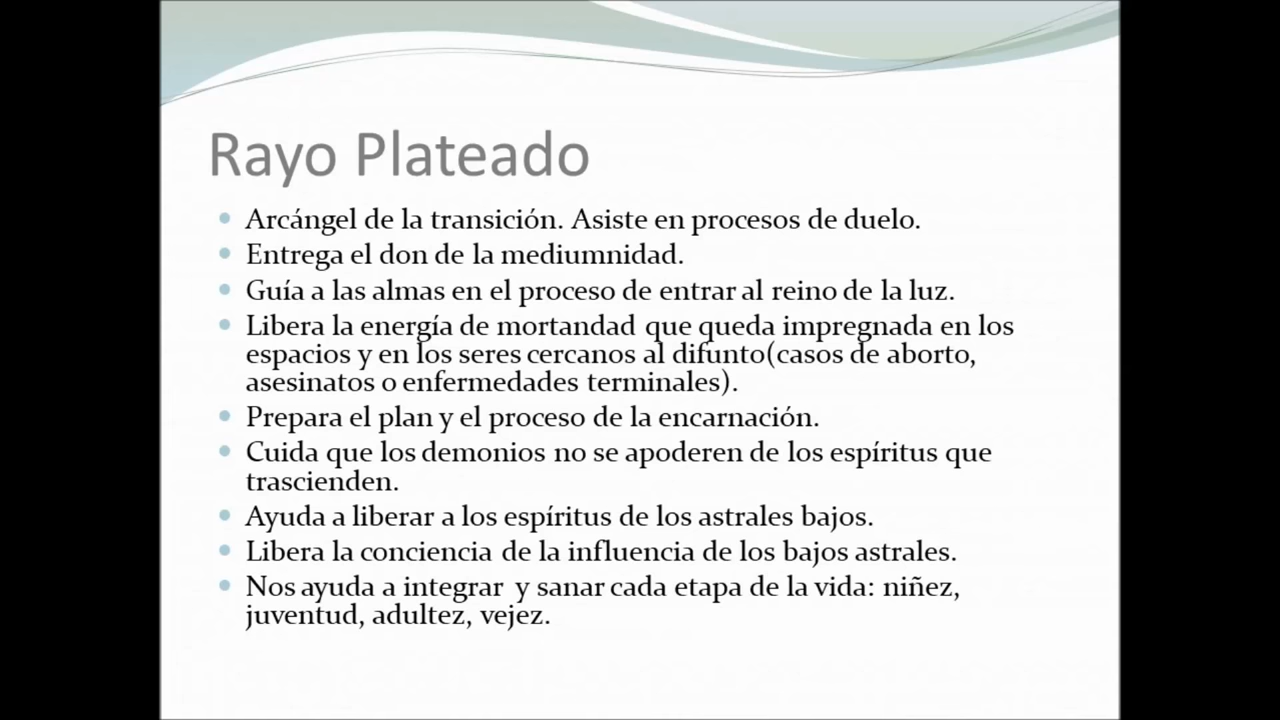 Rayo Plateado
Arcángel de la transición. Asiste en procesos de duelo.
Entrega el don de la mediumnidad.
Guía a las almas en el proceso de entrar al reino de la luz.
Libera la energía de mortandad que queda impregnada en los
espacios y en los seres cercanos al difunto(casos de aborto,
asesinatos o enfermedades terminales).
Prepara el plan y el proceso de la encarnación.
Cuida que los demonios no se apoderen de los espíritus que
trascienden.
Ayuda a liberar a los espíritus de los astrales bajos.
Libera la conciencia de la influencia de los bajos astrales.
Nos ayuda a integrar y sanar cada etapa de la vida: niñez,
juventud, adultez, vejez.